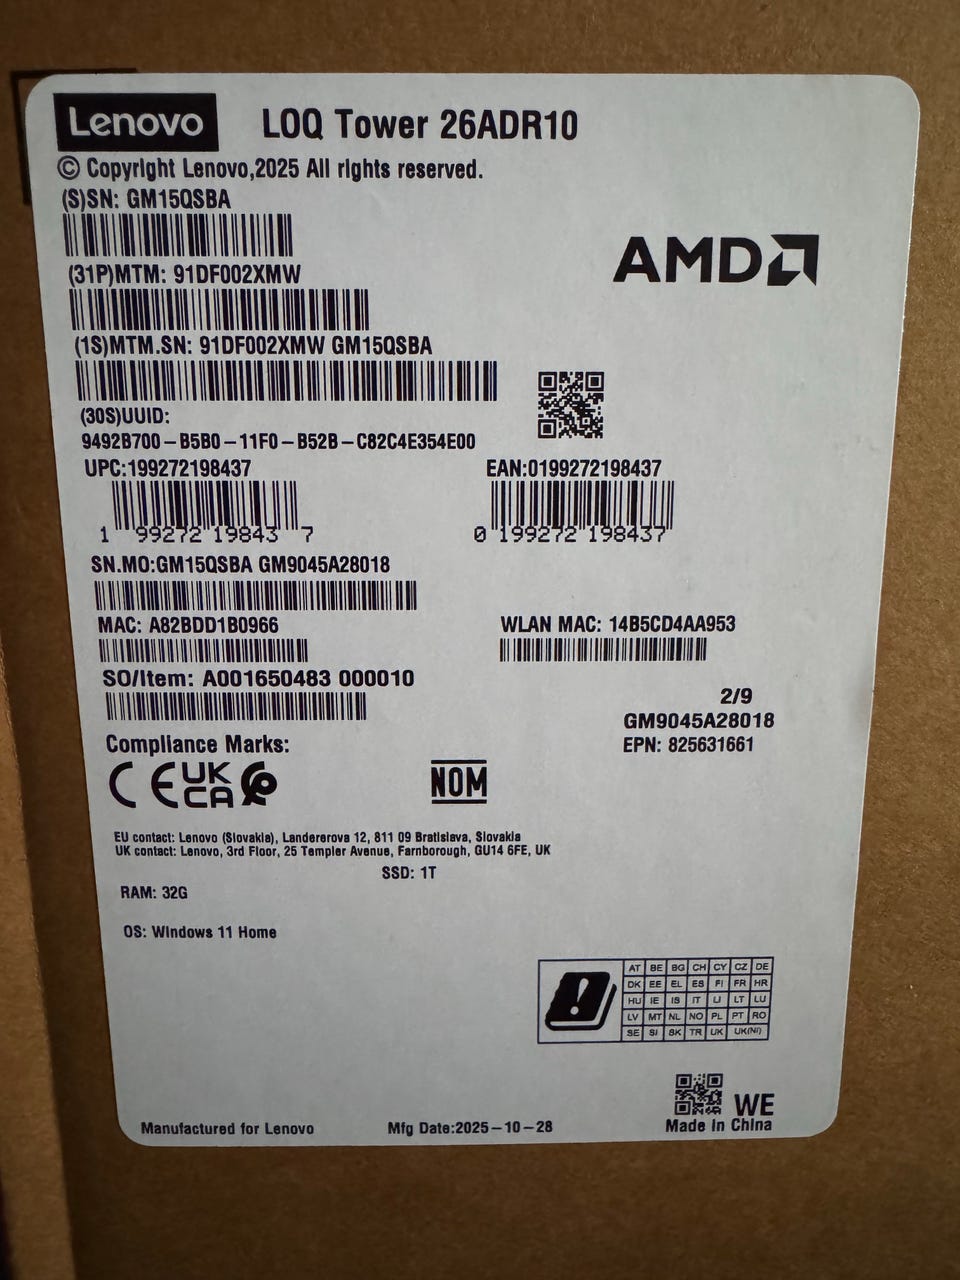 Lenovo LOQ Tower 26ADR10
© Copyright Lenovo,2025 All rights reserved.
(S)SN: GM15QSBA
AMD
(31P)MTM: 91DF002XMW
(1S)MTM.SN: 91DF002XMW GM15QSBA
(30S)UUID:
9492B700-B5B0-11F0-B52B-C82C4E354E00
UPC:199272198437 EAN:0199272198437
1 99272 19843 7 0 199272 198437
SN.MO:GM15QSBA GM9045A28018
MAC: A82BDD1B0966 WLAN MAC: 14B5CD4AA953
SO/Item: A001650483 000010
2/9
GM9045A28018
EPN: 825631661
Compliance Marks:
CE UK CA NOM
EU contact: Lenovo (Slovakia), Landererova 12, 811 09 Bratislava, Slovakia
UK contact: Lenovo, 3rd Floor, 25 Templer Avenue, Farnborough, GU14 6FE, UK
SSD: 1T
RAM: 32G
OS: Windows 11 Home
AT BE BG CH CY CZ DE
DK EE EL ES FI FR HR
HU IE IS IT LI LT LU
LV MT NL NO PL PT RO
SE SI SK TR UK UK(NI)
WE
Manufactured for Lenovo Mfg Date:2025-10-28 Made In China